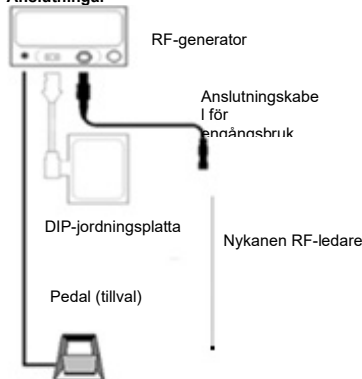 Anslutningar
RF-generator
Anslutningskabe
l för
engångsbruk
DIP-jordningsplatta
Nykanen RF-ledare
Pedal (tillval)